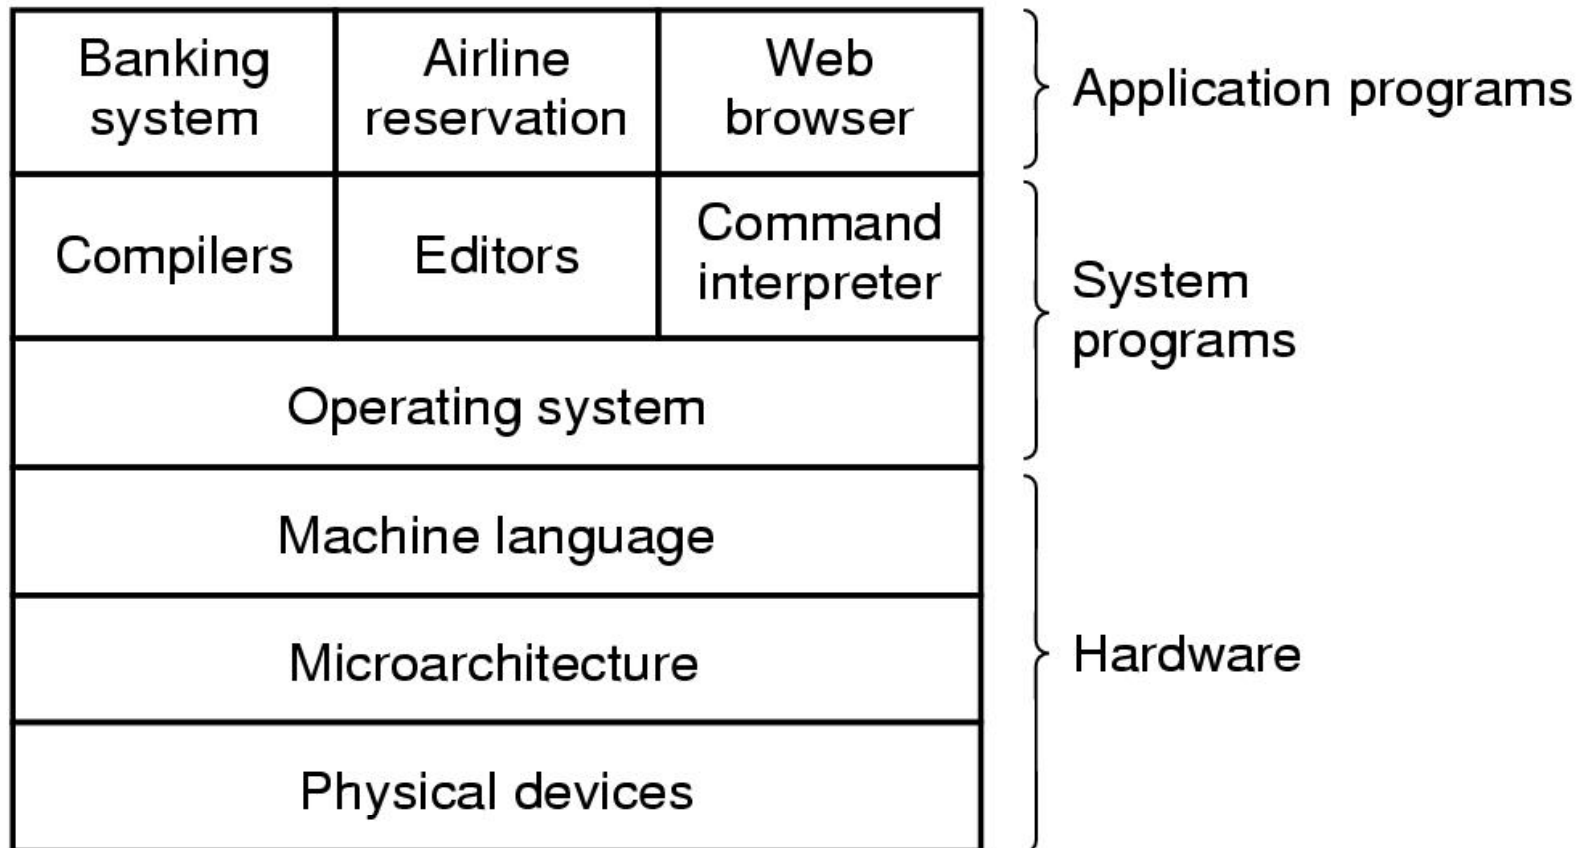 Banking
system
Airline
reservation
Web
browser
Application programs
Compilers
Editors
Command
interpreter
System
programs
Operating system
Machine language
Microarchitecture
Hardware
Physical devices